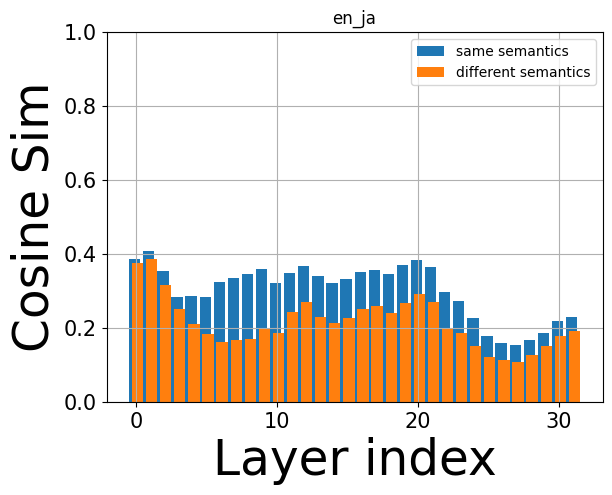 en_ja
same semantics
different semantics
Cosine Sim
1.0
0.8
0.6
0.4
0.2
0.0
0 10 20 30
Layer index